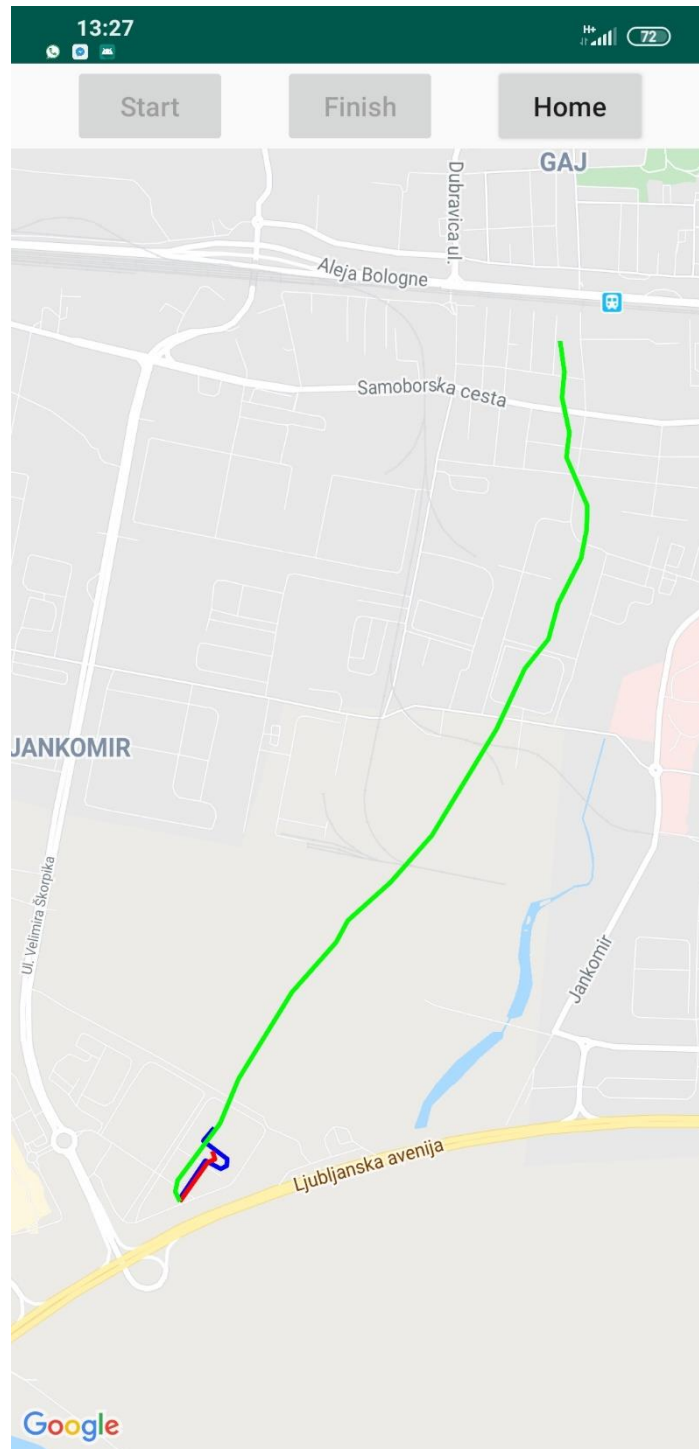 13:27
H+
72
Start
Finish
Home
GAJ
Dubravica ul.
Aleja Bologne
Samoborska cesta
JANKOMIR
Ul. Velimira Škorpika
Jankomir
Ljubljanska avenija
Google